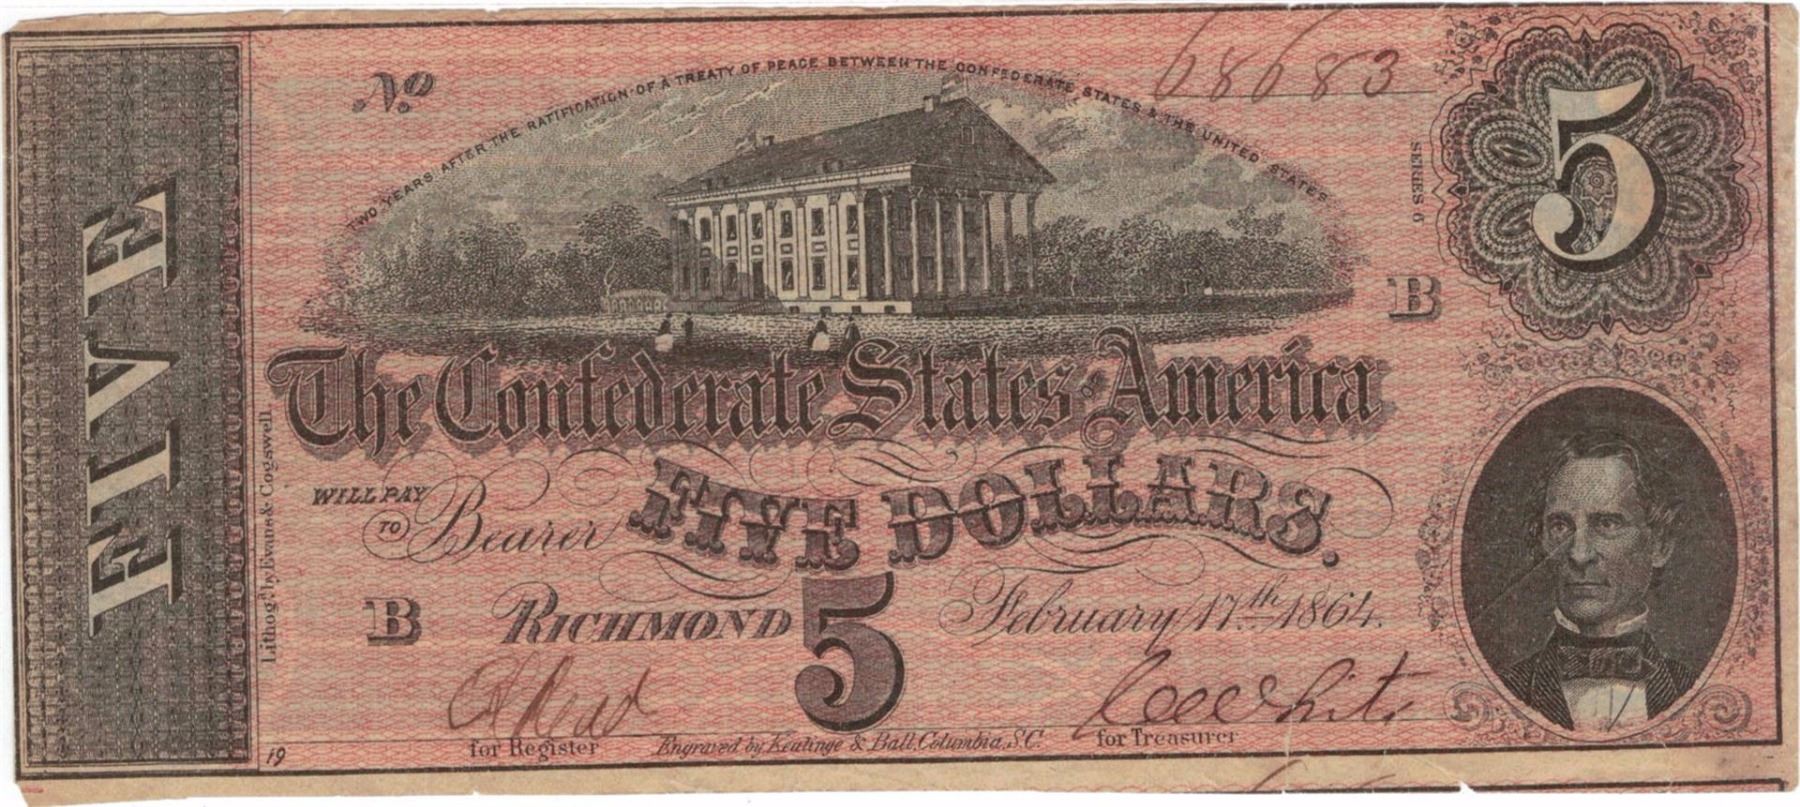 TWO YEARS AFTER THE RATIFICATION OF A TREATY OF PEACE BETWEEN THE CONFEDERATE STATES & THE UNITED STATES
No 68683
5
FIVE
SERIES 6
B
The Confederate States of America
WILL PAY
TO Bearer FIVE DOLLARS.
B RICHMOND 5 February 17th 1864.
Lithog'd by Evans & Cogswell
19
for Register
Engraved by Keatinge & Ball, Columbia, S.C.
for Treasurer